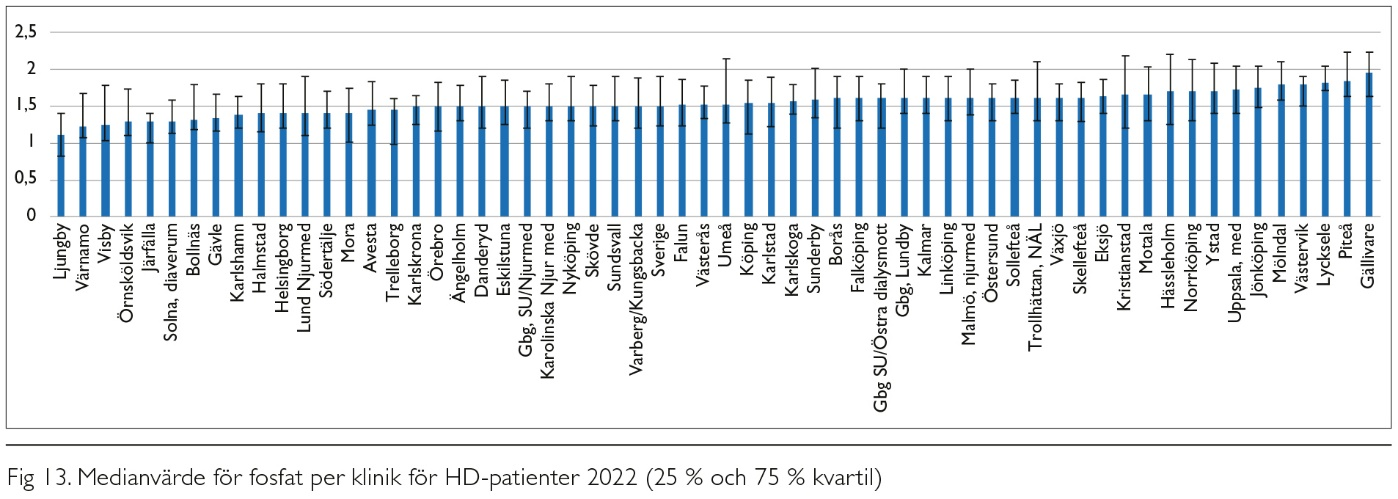 2,5
2
1,5
1
0,5
0
Ljungby
Värnamo
Visby
Örnsköldsvik
Järfälla
Solna, diaverum
Bollnäs
Gävle
Karlshamn
Halmstad
Helsingborg
Lund Njurmed
Södertälje
Mora
Avesta
Trelleborg
Karlskrona
Örebro
Ängelholm
Danderyd
Eskilstuna
Gbg, SU/Njurmed
Karolinska Njur med
Nyköping
Skövde
Sundsvall
Varberg/Kungsbacka
Sverige
Falun
Västerås
Umeå
Köping
Karlstad
Karlskoga
Sunderby
Borås
Falköping
Gbg SU/Östra dialysmott
Gbg, Lundby
Kalmar
Linköping
Malmö, njurmed
Östersund
Sollefteå
Trollhättan, NÄL
Växjö
Skellefteå
Eksjö
Kristianstad
Motala
Hässleholm
Norrköping
Ystad
Uppsala, med
Jönköping
Mölndal
Västervik
Lycksele
Piteå
Gällivare
Fig 13. Medianvärde för fosfat per klinik för HD-patienter 2022 (25 % och 75 % kvartil)